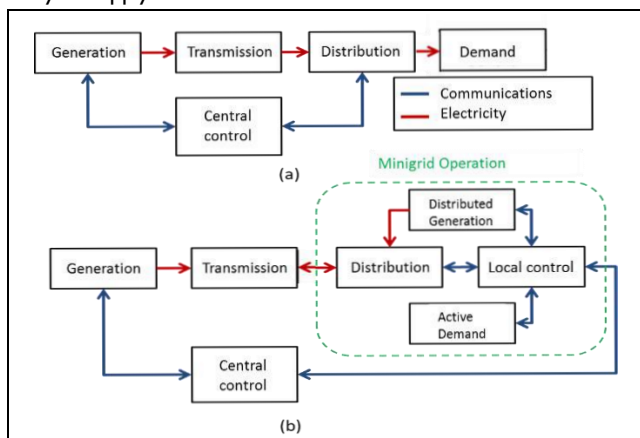 Generation
Transmission
Distribution
Demand
Communications
Electricity
Central
control
(a)
Minigrid Operation
Distributed
Generation
Generation
Transmission
Distribution
Local control
Active
Demand
Central
control
(b)